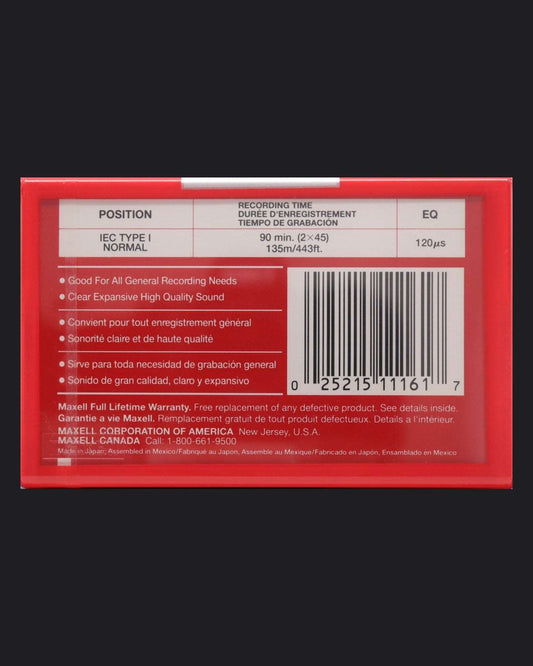 POSITION
RECORDING TIME
DURÉE D'ENREGISTREMENT
TIEMPO DE GRABACIÓN
EQ
IEC TYPE I
NORMAL
90 min. (2×45)
135m/443ft.
120µs
● Good For All General Recording Needs
● Clear Expansive High Quality Sound
● Convient pour tout enregistrement général
● Sonorité claire et de haute qualité
● Sirve para toda necesidad de grabación general
● Sonido de gran calidad, claro y expansivo
0 25215 11161 7
Maxell Full Lifetime Warranty. Free replacement of any defective product. See details inside.
Garantie a vie Maxell. Remplacement gratuit de tout produit defectueux. Details a l'intérieur.
MAXELL CORPORATION OF AMERICA New Jersey, U.S.A.
MAXELL CANADA Call: 1-800-661-9500
Made in Japan; Assembled in Mexico/Fabriqué au Japon, Assemble au Mexique/Fabricado en Japón, Ensamblado en Mexico